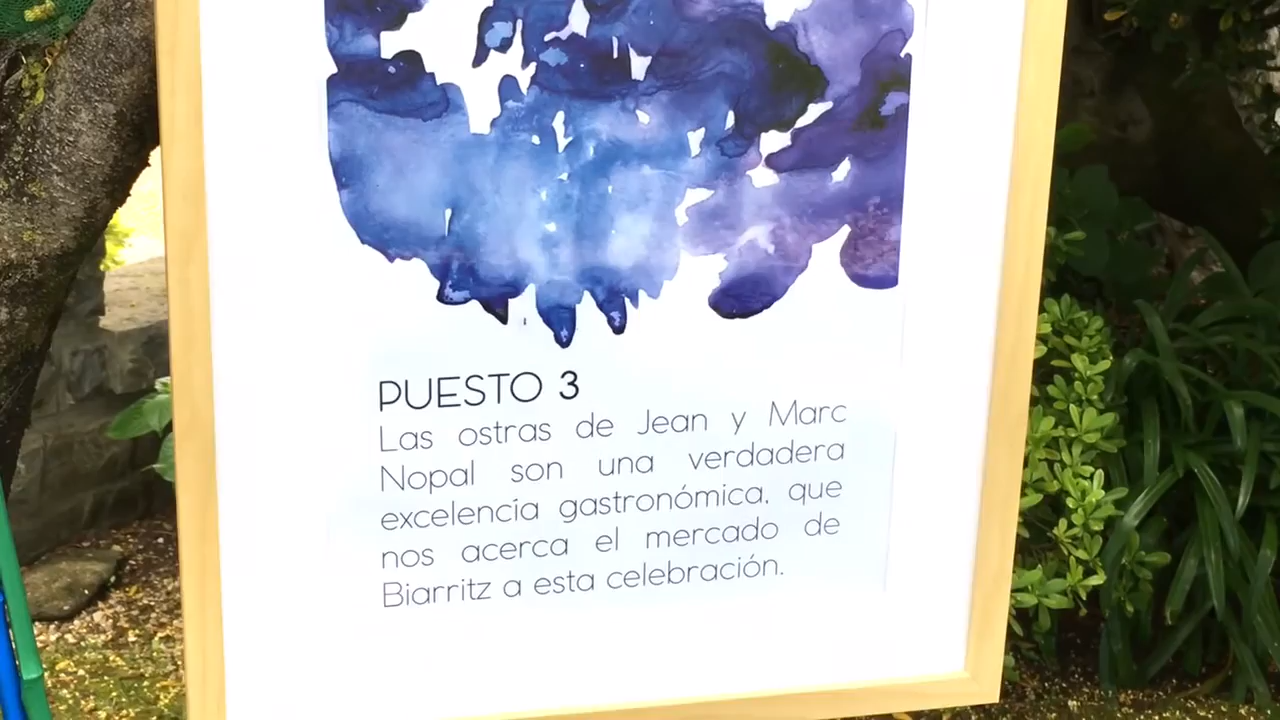 PUESTO 3
Las ostras de Jean y Marc
Nopal son una verdadera
excelencia gastronómica, que
nos acerca el mercado de
Biarritz a esta celebración.